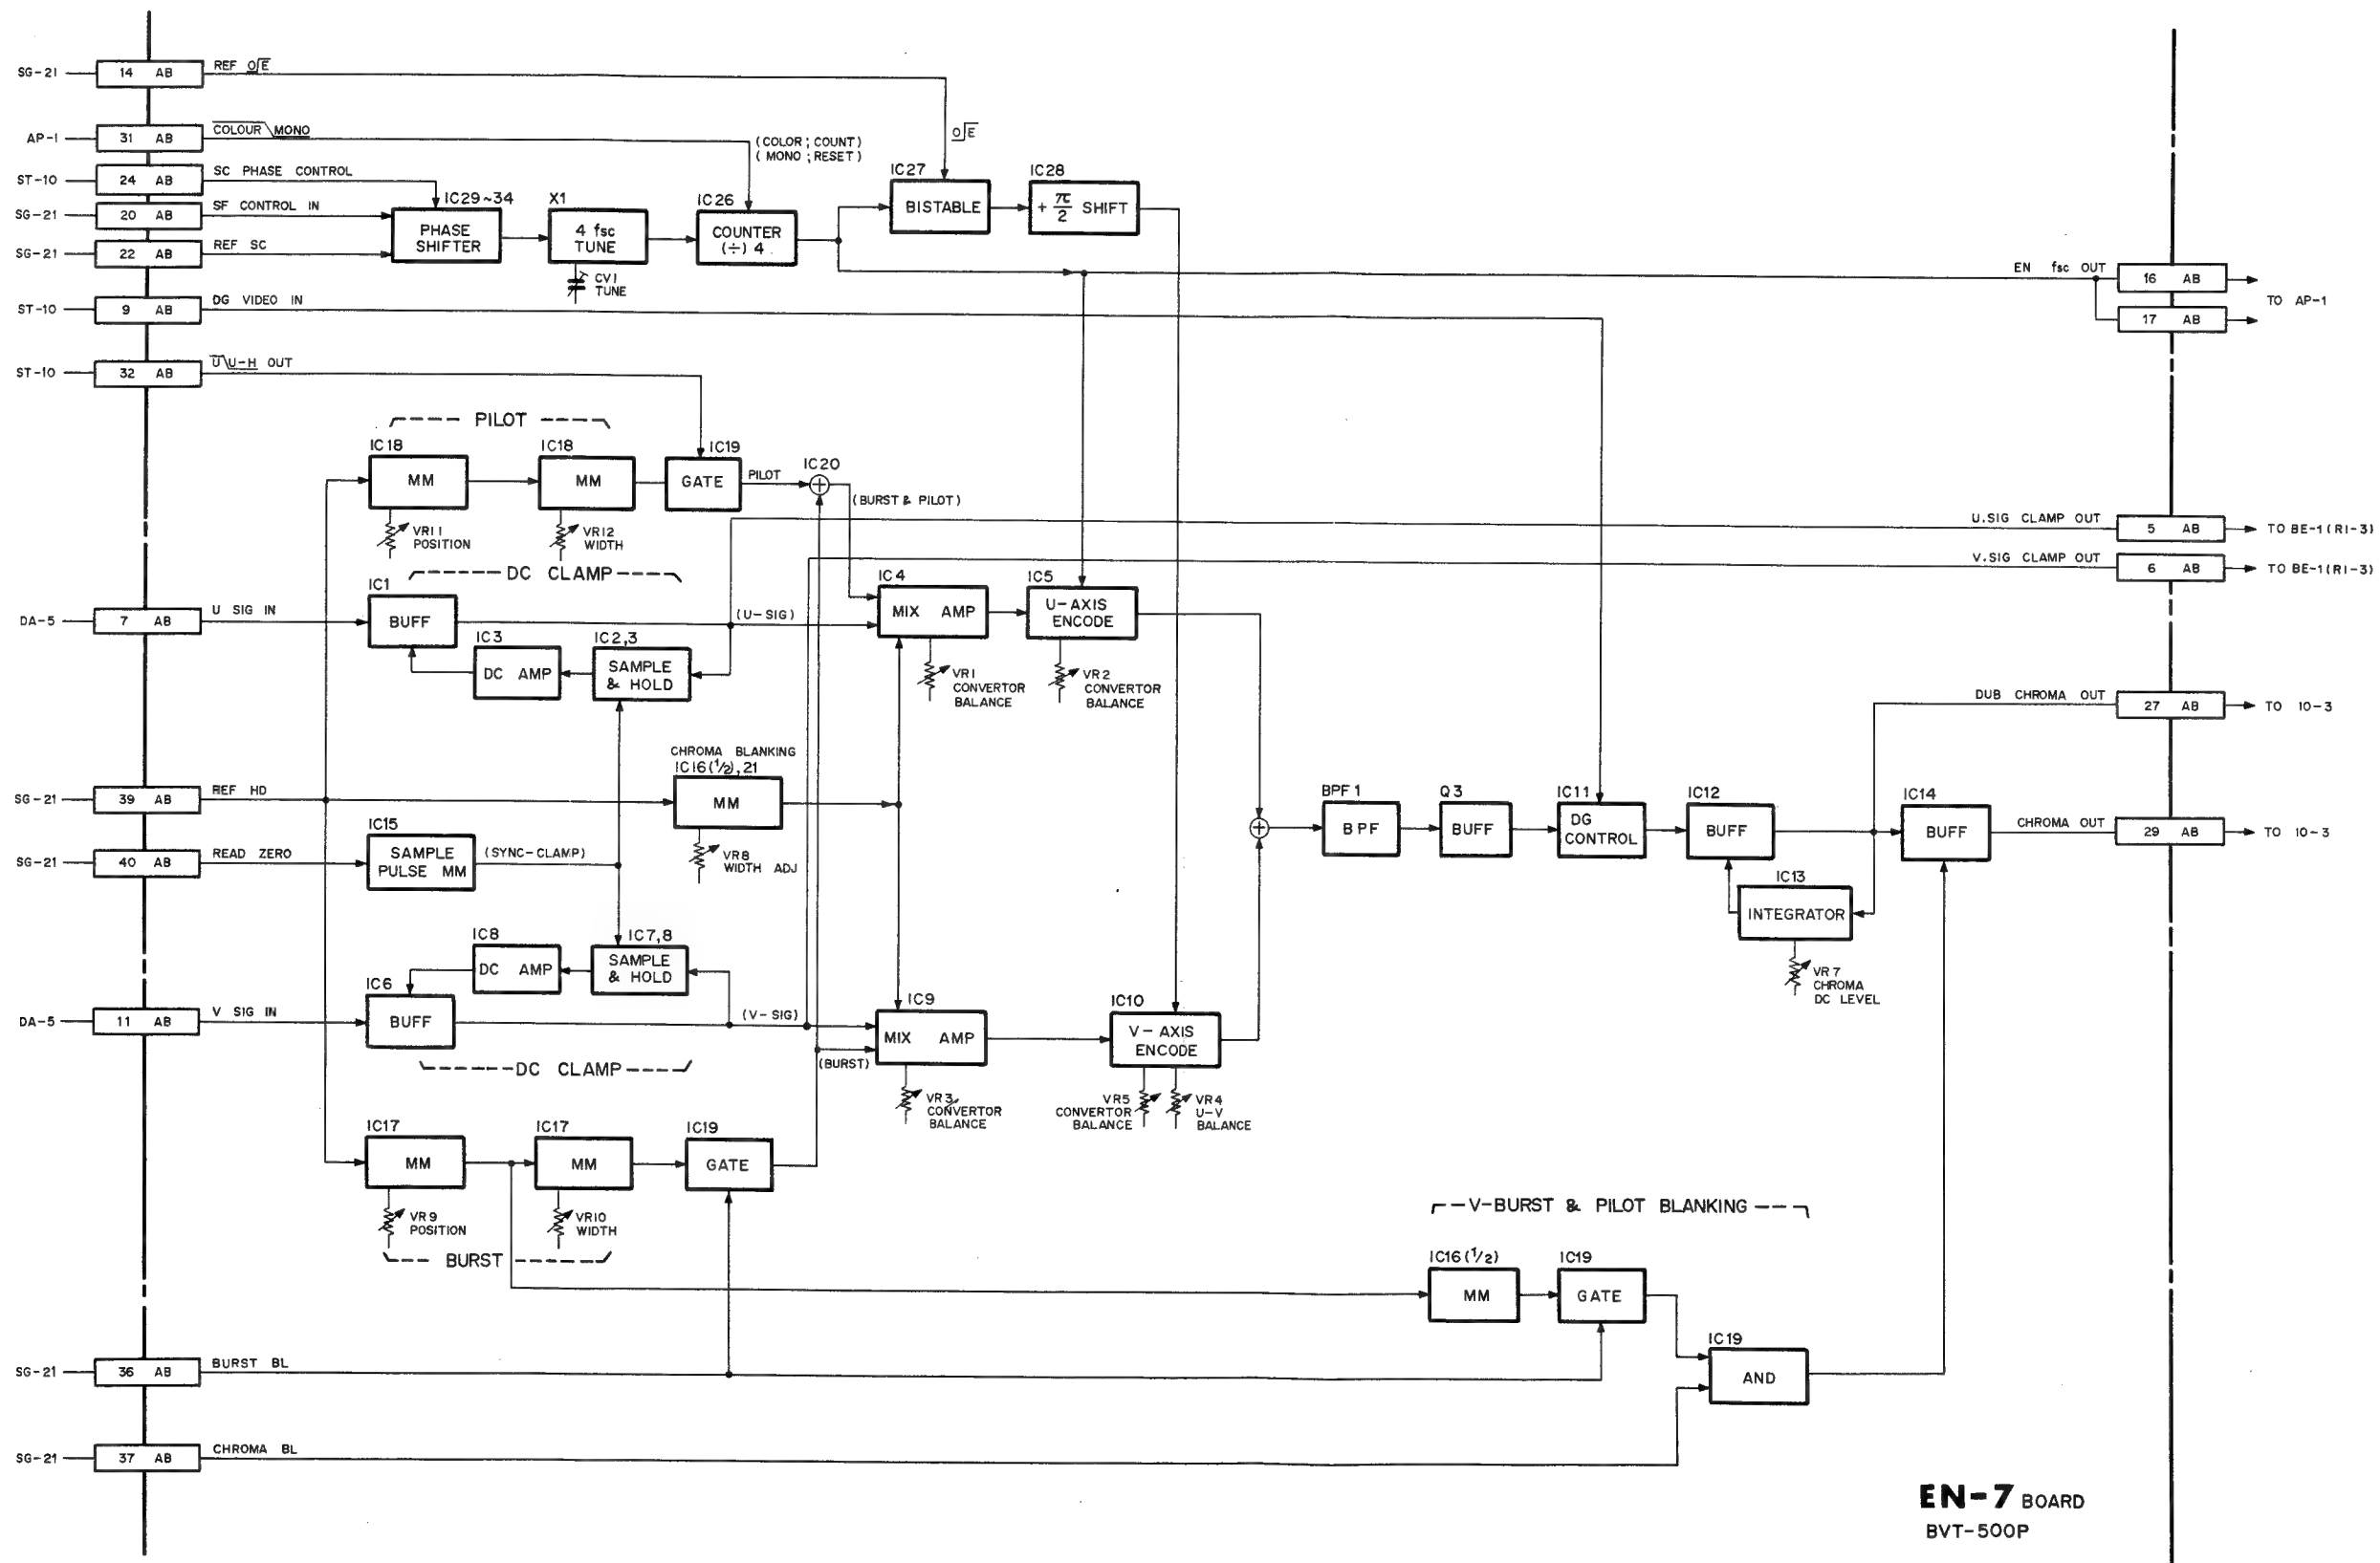 SG-21 14 AB REF O/E
AP-1 31 AB COLOUR\MONO
(COLOR ; COUNT)
(MONO ; RESET)
O/E
ST-10 24 AB SC PHASE CONTROL
SG-21 20 AB SF CONTROL IN
SG-21 22 AB REF SC
IC29~34
PHASE
SHIFTER
X1
4 fsc
TUNE
CV1
TUNE
IC26
COUNTER
(÷) 4
IC27
BISTABLE
IC28
+ π/2 SHIFT
EN fsc OUT 16 AB
17 AB
TO AP-1
ST-10 9 AB DG VIDEO IN
ST-10 32 AB U\U-H OUT
PILOT
IC18
MM
VR11
POSITION
IC18
MM
VR12
WIDTH
IC19
GATE
PILOT
IC20
(BURST & PILOT)
U.SIG CLAMP OUT 5 AB TO BE-1(RI-3)
V.SIG CLAMP OUT 6 AB TO BE-1(RI-3)
DC CLAMP
DA-5 7 AB U SIG IN
IC1
BUFF
(U-SIG)
IC3
DC AMP
IC2,3
SAMPLE
& HOLD
IC4
MIX AMP
VR1
CONVERTOR
BALANCE
IC5
U-AXIS
ENCODE
VR2
CONVERTOR
BALANCE
DUB CHROMA OUT 27 AB TO 10-3
SG-21 39 AB REF HD
CHROMA BLANKING
IC16(1/2),21
MM
VR8
WIDTH ADJ
SG-21 40 AB READ ZERO
IC15
SAMPLE
PULSE MM
(SYNC-CLAMP)
BPF1
BPF
Q3
BUFF
IC11
DG
CONTROL
IC12
BUFF
IC13
INTEGRATOR
VR7
CHROMA
DC LEVEL
IC14
BUFF
CHROMA OUT 29 AB TO 10-3
IC8
DC AMP
IC7,8
SAMPLE
& HOLD
DA-5 11 AB V SIG IN
IC6
BUFF
(V-SIG)
DC CLAMP
(BURST)
IC9
MIX AMP
VR3
CONVERTOR
BALANCE
IC10
V-AXIS
ENCODE
VR5
CONVERTOR
BALANCE
VR4
U-V
BALANCE
IC17
MM
VR9
POSITION
IC17
MM
VR10
WIDTH
IC19
GATE
BURST
V-BURST & PILOT BLANKING
IC16(1/2)
MM
IC19
GATE
IC19
AND
SG-21 36 AB BURST BL
SG-21 37 AB CHROMA BL
EN-7 BOARD
BVT-500P